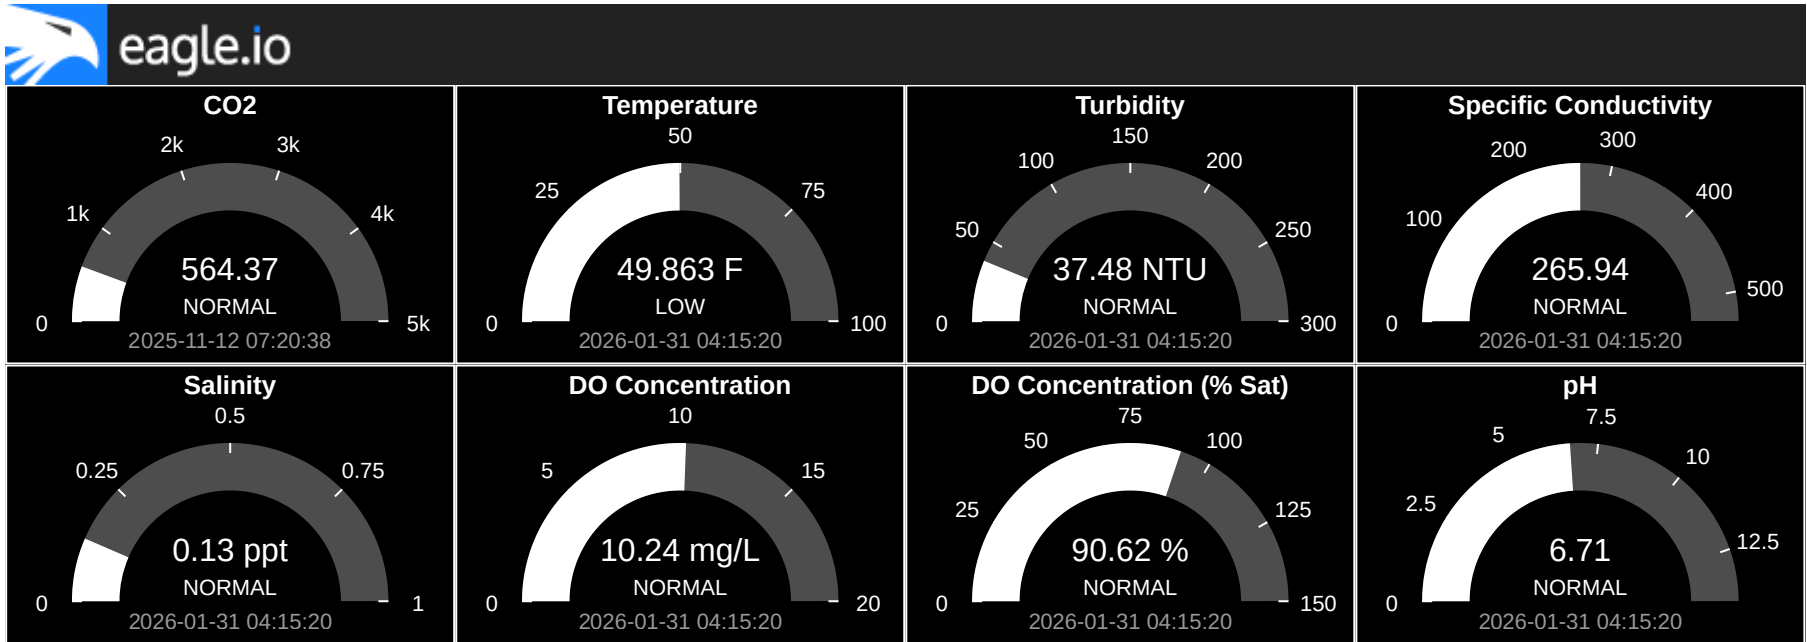 eagle.io
CO2
2k
3k
1k
4k
564.37
NORMAL
0
5k
2025-11-12 07:20:38
Temperature
50
25
75
49.863 F
LOW
0
100
2026-01-31 04:15:20
Turbidity
150
100
200
50
250
37.48 NTU
NORMAL
0
300
2026-01-31 04:15:20
Specific Conductivity
300
200
400
100
265.94
500
NORMAL
0
2026-01-31 04:15:20
Salinity
0.5
0.25
0.75
0.13 ppt
NORMAL
0
1
2026-01-31 04:15:20
DO Concentration
10
5
15
10.24 mg/L
NORMAL
0
20
2026-01-31 04:15:20
DO Concentration (% Sat)
75
50
100
25
125
90.62 %
NORMAL
0
150
2026-01-31 04:15:20
pH
7.5
5
10
2.5
12.5
6.71
NORMAL
0
2026-01-31 04:15:20